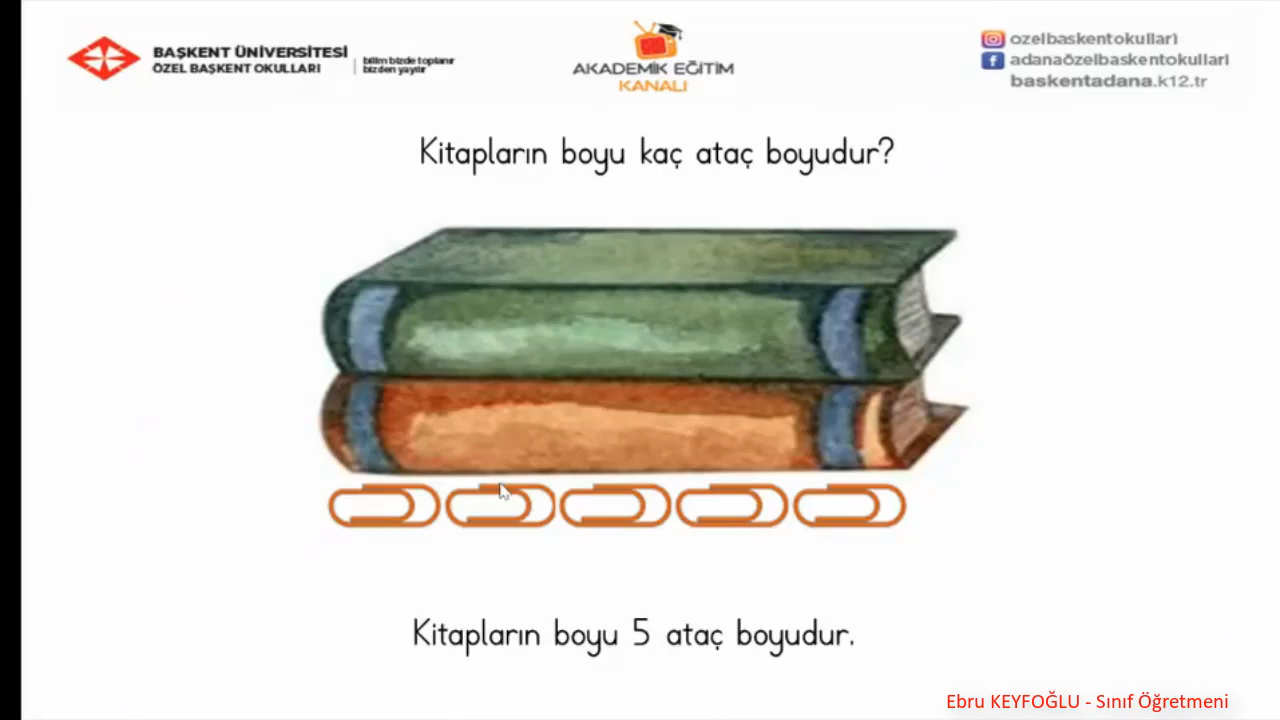 BAŞKENT ÜNİVERSİTESİ
ÖZEL BAŞKENT OKULLARI
bilim bizde toplanır
bizden yayılır
AKADEMİK EĞİTİM
KANALI
ozelbaskentokullari
adanaözelbaskentokullari
baskentadana.k12.tr
Kitapların boyu kaç ataç boyudur?
Kitapların boyu 5 ataç boyudur.
Ebru KEYFOĞLU - Sınıf Öğretmeni